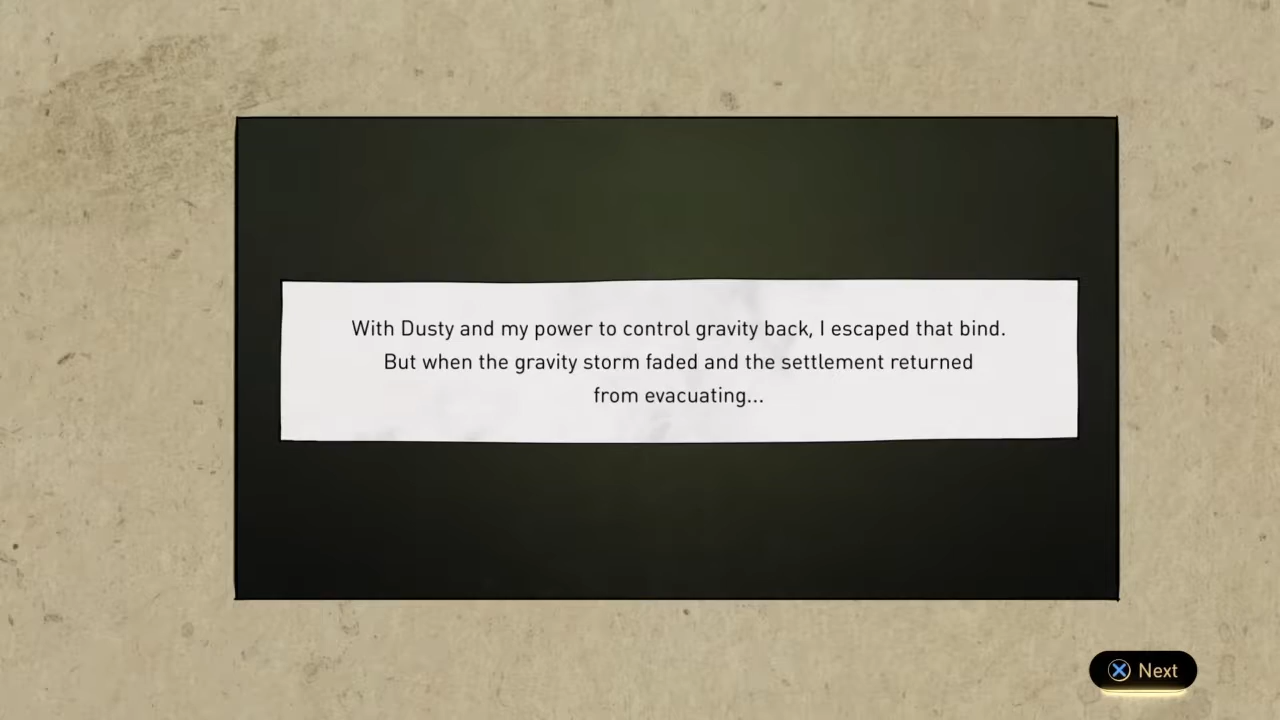 With Dusty and my power to control gravity back, I escaped that bind.
But when the gravity storm faded and the settlement returned
from evacuating...
Next